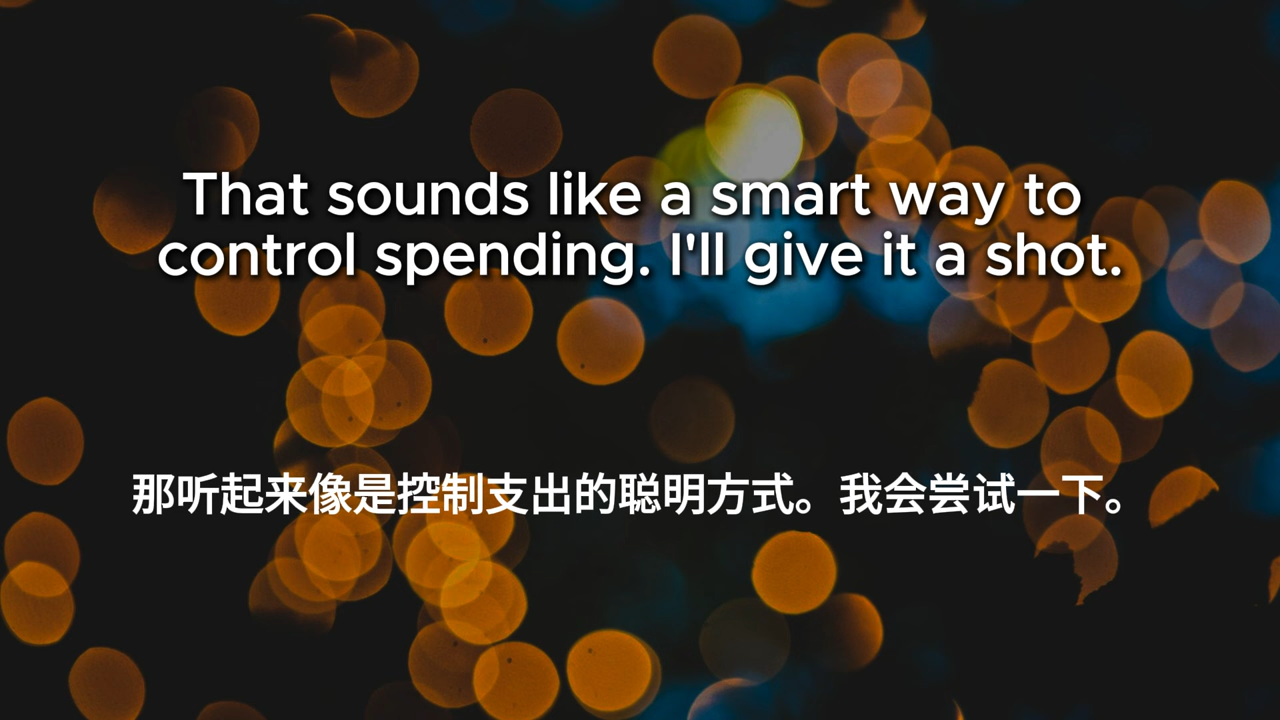 That sounds like a smart way to
control spending. I'll give it a shot.
那听起来像是控制支出的聪明方式。我会尝试一下。